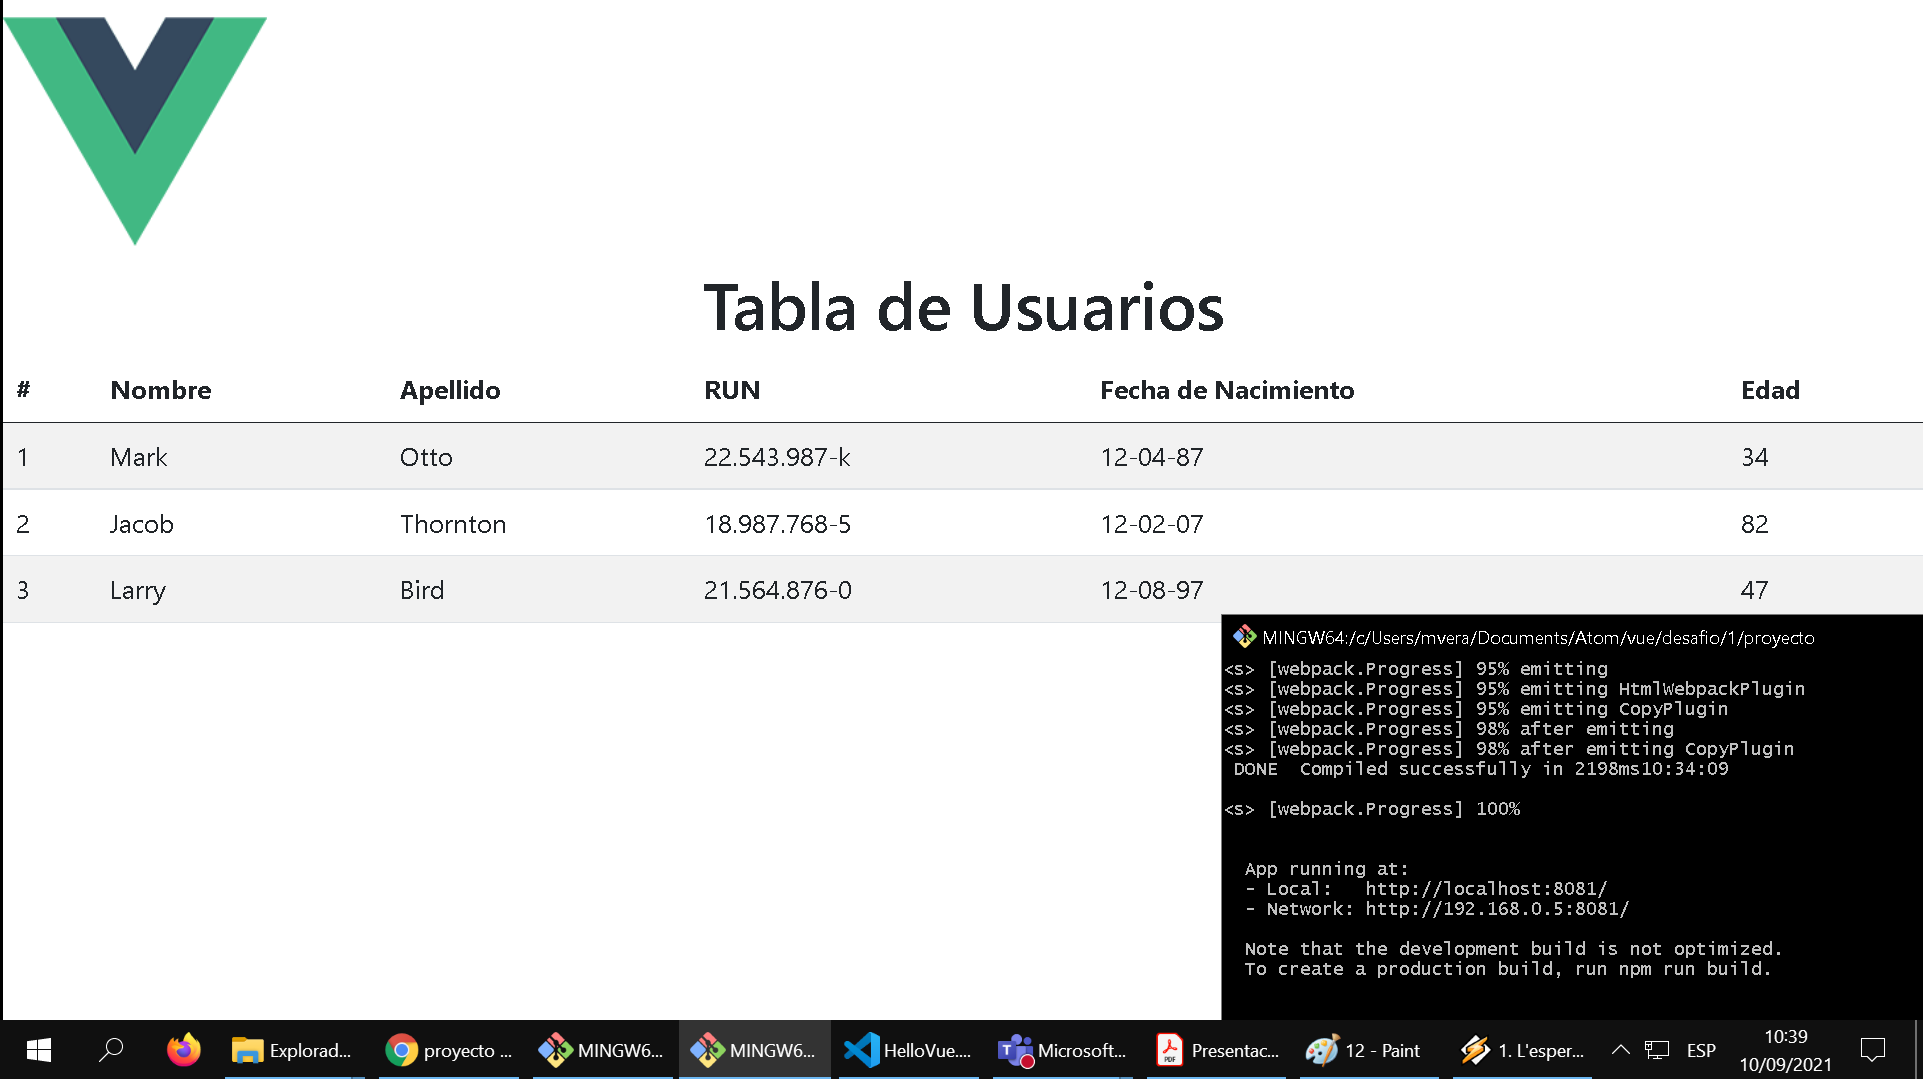 Tabla de Usuarios
# Nombre Apellido RUN Fecha de Nacimiento Edad
1 Mark Otto 22.543.987-k 12-04-87 34
2 Jacob Thornton 18.987.768-5 12-02-07 82
3 Larry Bird 21.564.876-0 12-08-97 47
MINGW64:/c/Users/mvera/Documents/Atom/vue/desafio/1/proyecto
<s> [webpack.Progress] 95% emitting
<s> [webpack.Progress] 95% emitting HtmlWebpackPlugin
<s> [webpack.Progress] 95% emitting CopyPlugin
<s> [webpack.Progress] 98% after emitting
<s> [webpack.Progress] 98% after emitting CopyPlugin
DONE  Compiled successfully in 2198ms10:34:09
<s> [webpack.Progress] 100%
App running at:
- Local:   http://localhost:8081/
- Network: http://192.168.0.5:8081/
Note that the development build is not optimized.
To create a production build, run npm run build.
Explorad... proyecto ... MINGW6... MINGW6... HelloVue.... Microsoft... Presentac... 12 - Paint 1. L'esper... ESP 10:39
10/09/2021